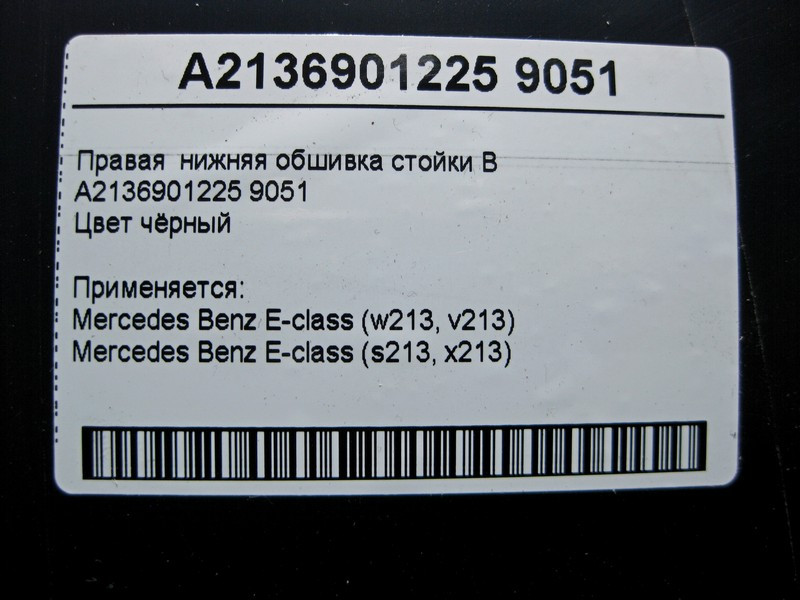 A2136901225 9051
Правая нижняя обшивка стойки В
A2136901225 9051
Цвет чёрный
Применяется:
Mercedes Benz E-class (w213, v213)
Mercedes Benz E-class (s213, x213)